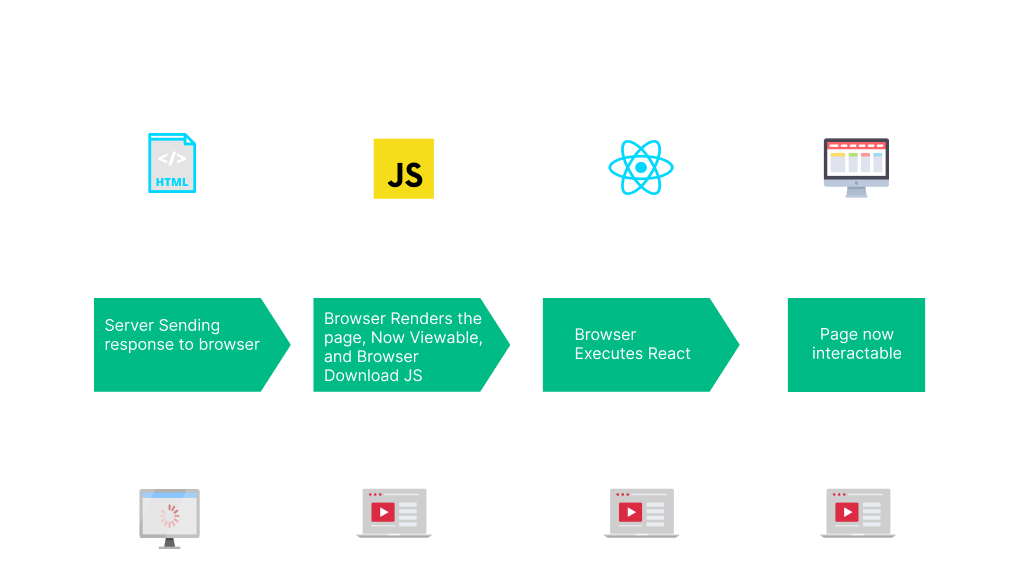 </>
HTML
JS
Server Sending
response to browser
Browser Renders the
page, Now Viewable,
and Browser
Download JS
Browser
Executes React
Page now
interactable